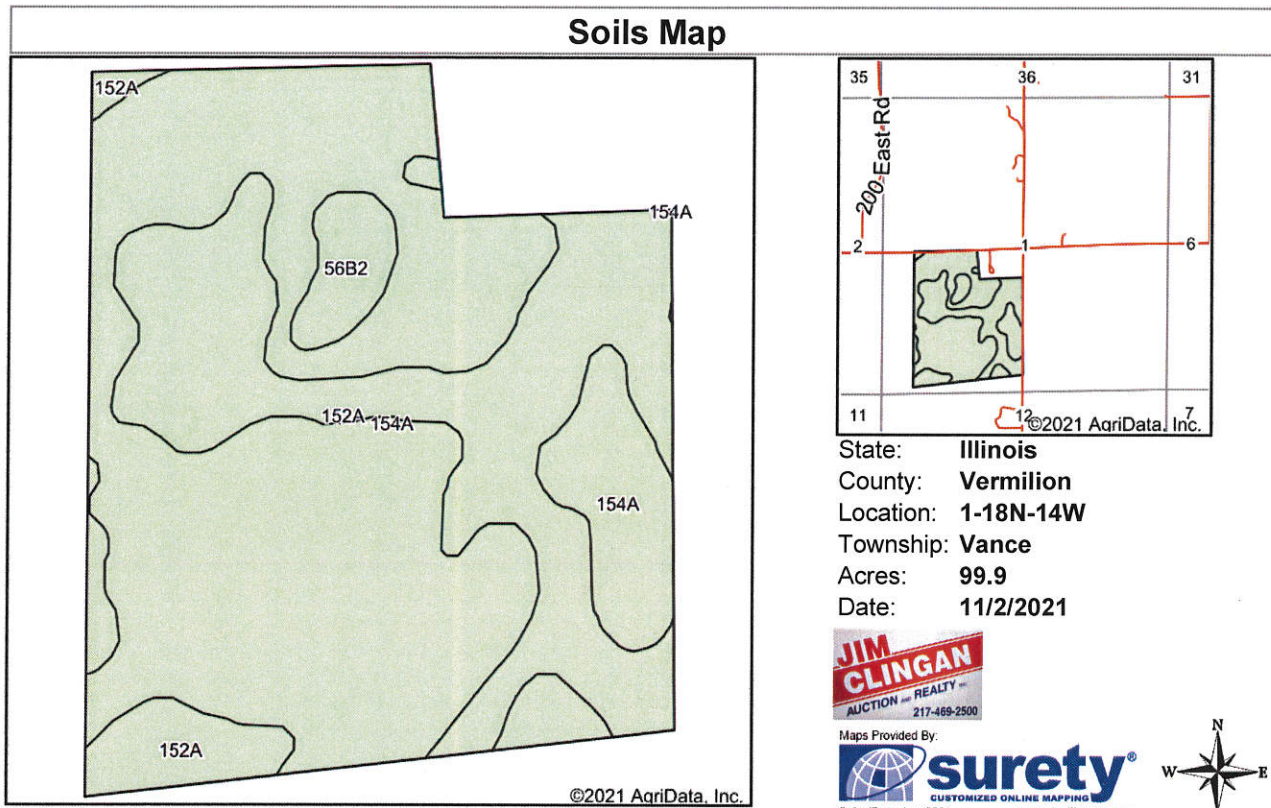 Soils Map
152A
154A
56B2
152A
154A
154A
152A
©2021 AgriData, Inc.
35
36
31
200-East-Rd
2
1
6
11
12
7
©2021 AgriData, Inc.
State: Illinois
County: Vermilion
Location: 1-18N-14W
Township: Vance
Acres: 99.9
Date: 11/2/2021
JIM
CLINGAN
AUCTION AND REALTY INC.
217-469-2500
Maps Provided By:
surety®
CUSTOMIZED ONLINE MAPPING
N
W E